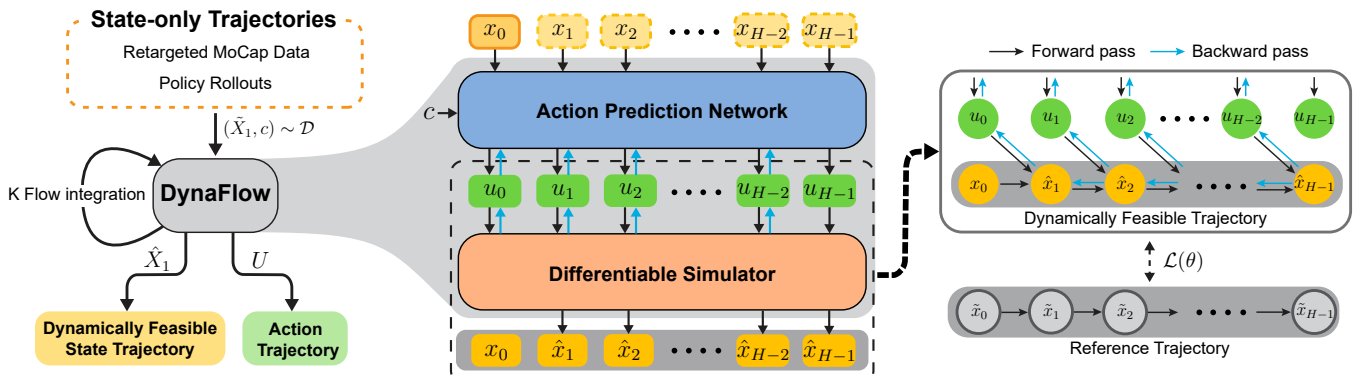 State-only Trajectories
Retargeted MoCap Data
Policy Rollouts
(X̃₁, c) ~ 𝒟
K Flow integration
DynaFlow
X̂₁
U
Dynamically Feasible
State Trajectory
Action
Trajectory
x₀ x₁ x₂ •••• x_{H−2} x_{H−1}
c
Action Prediction Network
u₀ u₁ u₂ •••• u_{H−2} u_{H−1}
Differentiable Simulator
x₀ x̂₁ x̂₂ •••• x̂_{H−2} x̂_{H−1}
Forward pass
Backward pass
u₀ u₁ u₂ •••• u_{H−2} u_{H−1}
x₀ x̂₁ x̂₂ •••• x̂_{H−1}
Dynamically Feasible Trajectory
ℒ(θ)
x̃₀ x̃₁ x̃₂ •••• x̃_{H−1}
Reference Trajectory